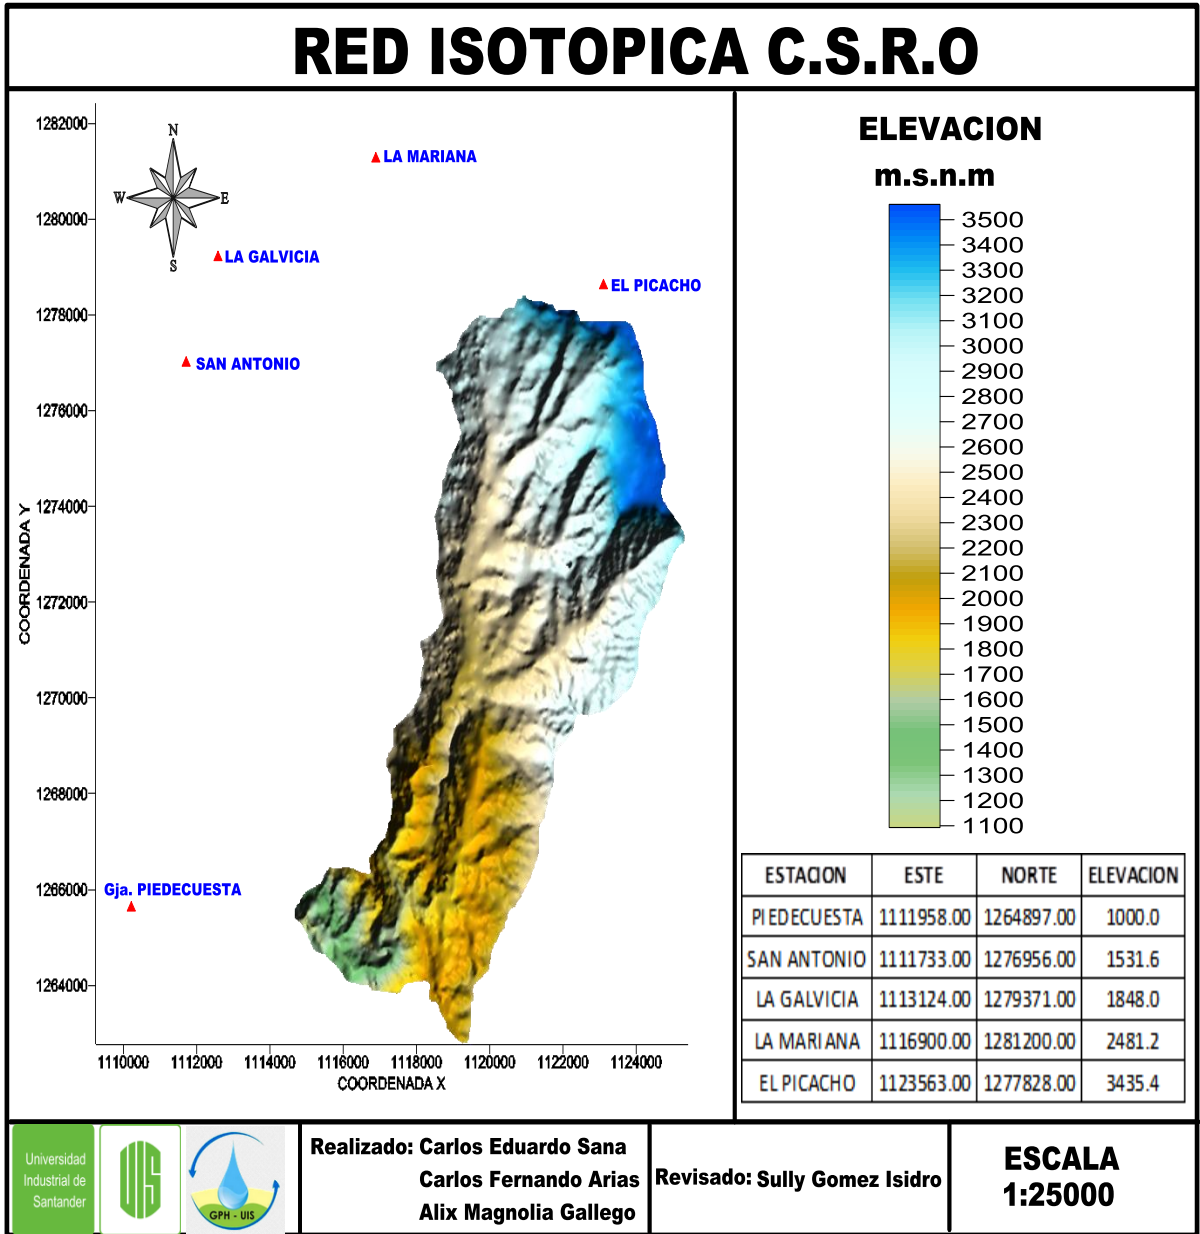 RED ISOTOPICA C.S.R.O
1282000
1280000
1278000
1276000
1274000
1272000
1270000
1268000
1266000
1264000
COORDENADA Y
N
W
E
S
LA MARIANA
LA GALVICIA
EL PICACHO
SAN ANTONIO
Gja. PIEDECUESTA
1110000 1112000 1114000 1116000 1118000 1120000 1122000 1124000
COORDENADA X
ELEVACION
m.s.n.m
3500
3400
3300
3200
3100
3000
2900
2800
2700
2600
2500
2400
2300
2200
2100
2000
1900
1800
1700
1600
1500
1400
1300
1200
1100
ESTACION ESTE NORTE ELEVACION
PIEDECUESTA 1111958.00 1264897.00 1000.0
SAN ANTONIO 1111733.00 1276956.00 1531.6
LA GALVICIA 1113124.00 1279371.00 1848.0
LA MARIANA 1116900.00 1281200.00 2481.2
EL PICACHO 1123563.00 1277828.00 3435.4
Universidad
Industrial de
Santander
UIS
GPH - UIS
Realizado: Carlos Eduardo Sana
Carlos Fernando Arias
Alix Magnolia Gallego
Revisado: Sully Gomez Isidro
ESCALA
1:25000